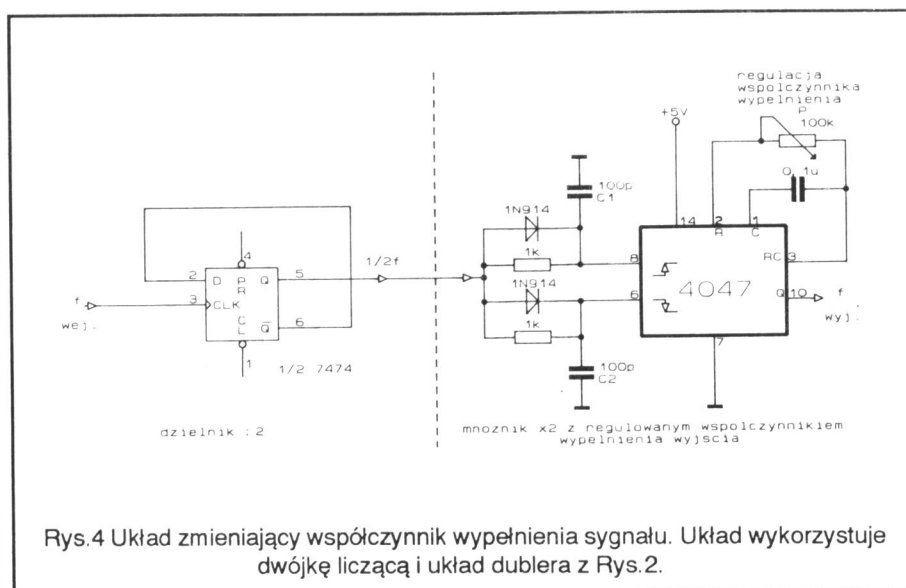 regulacja
wspolczynnika
wypelnienia
P
100k
+5V
0,1u
100p
C1
14
2
1
R
C
1N914
1/2f
1k
8
RC
3
2
D
P
R
Q
5
4
1N914
6
4047
Q
10
f
f
3
CLK
wej.
wyj.
C
L
Q
6
1k
7
1
1/2 7474
100p
C2
dzielnik :2
mnoznik x2 z regulowanym wspolczynnikiem
wypelnienia wyjscia
Rys.4 Układ zmieniający współczynnik wypełnienia sygnału. Układ wykorzystuje
dwójkę liczącą i układ dublera z Rys.2.